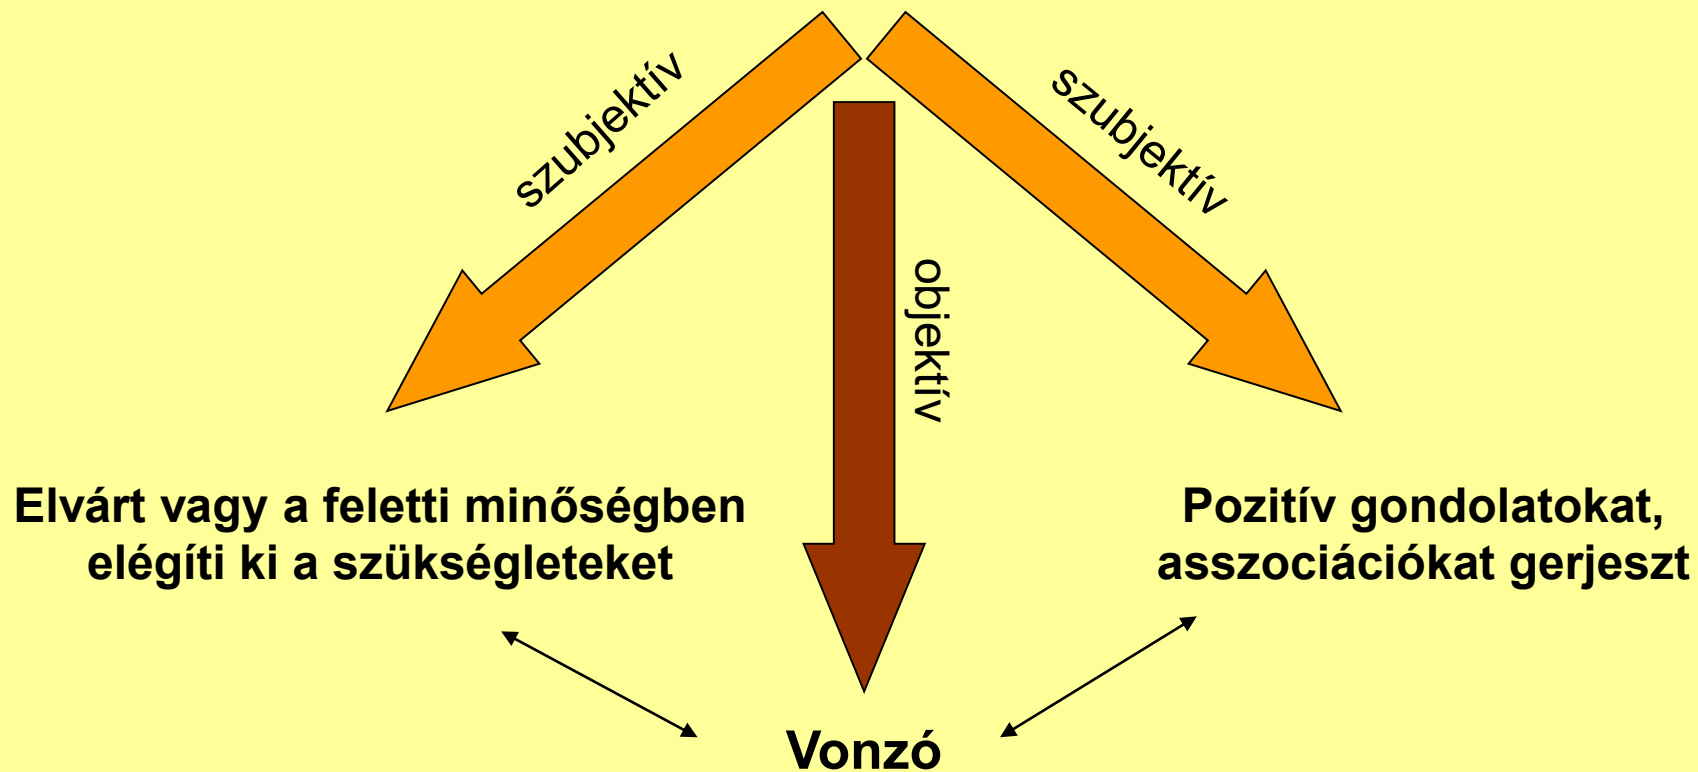 szubjektív
szubjektív
objektív
Elvárt vagy a feletti minőségben
elégíti ki a szükségleteket
Pozitív gondolatokat,
asszociációkat gerjeszt
Vonzó